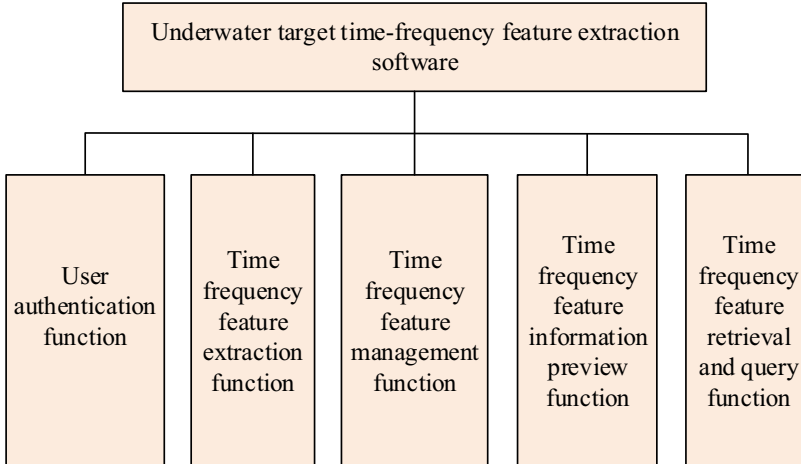 Underwater target time-frequency feature extraction
software
User
authentication
function
Time
frequency
feature
extraction
function
Time
frequency
feature
management
function
Time
frequency
feature
information
preview
function
Time
frequency
feature
retrieval
and query
function